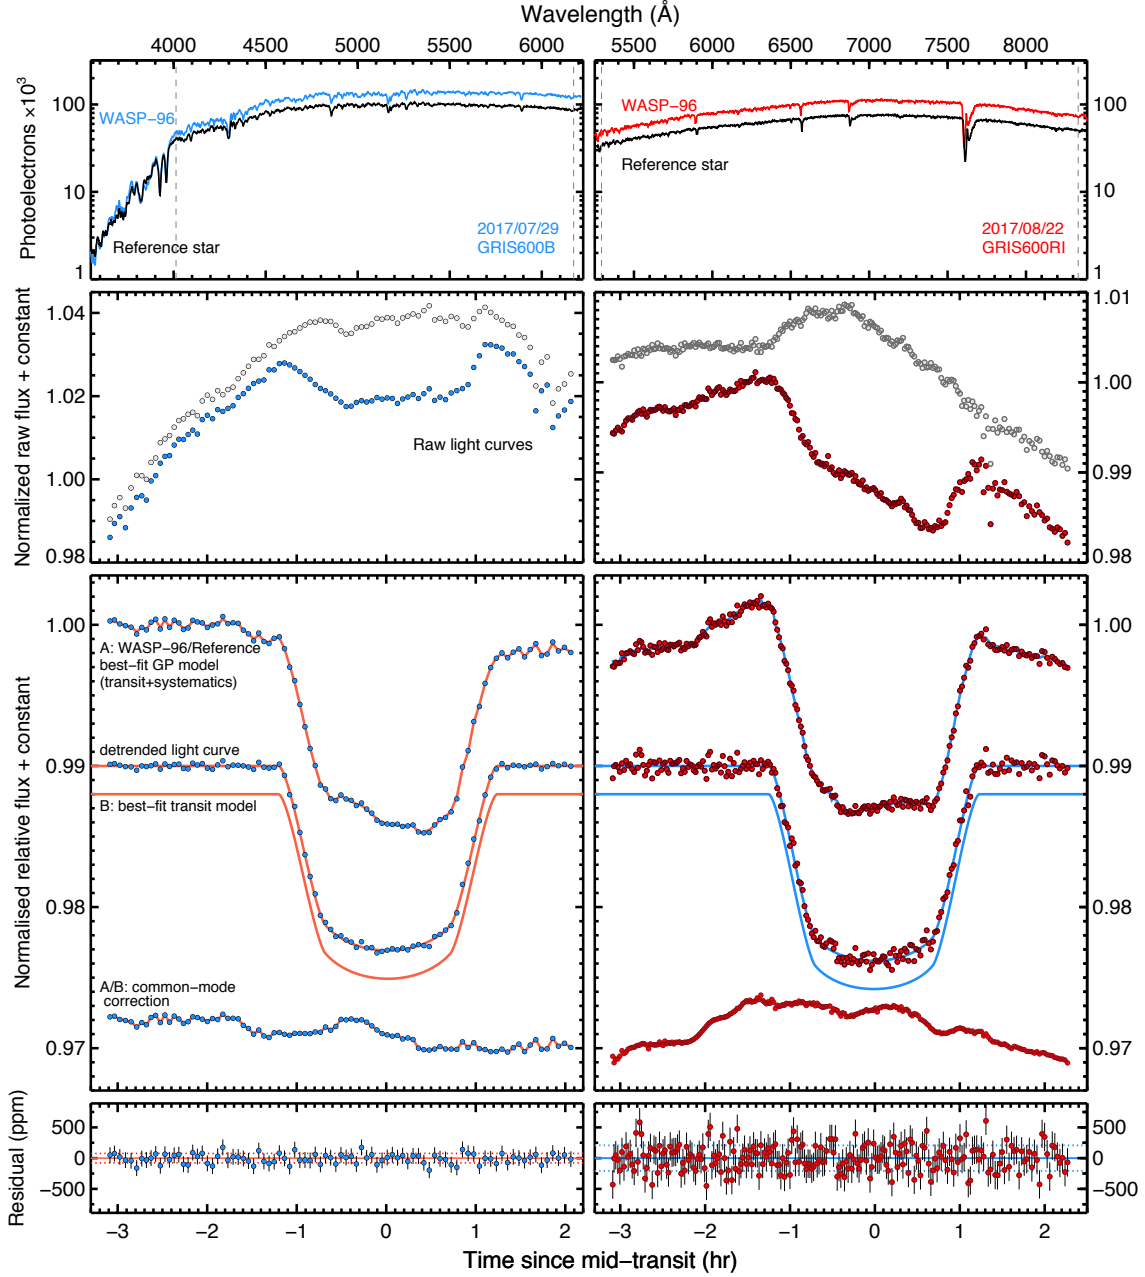 Wavelength (Å)
4000 4500 5000 5500 6000
5500 6000 6500 7000 7500 8000
Photoelectrons ×10³
100
10
1
WASP−96
Reference star
2017/07/29
GRIS600B
WASP−96
Reference star
2017/08/22
GRIS600RI
100
10
1
Normalized raw flux + constant
1.04
1.02
1.00
0.98
Raw light curves
1.01
1.00
0.99
0.98
Normalised relative flux + constant
1.00
0.99
0.98
0.97
A: WASP−96/Reference
best−fit GP model
(transit+systematics)
detrended light curve
B: best−fit transit model
A/B: common−mode
correction
1.00
0.99
0.98
0.97
Residual (ppm)
500
0
−500
500
0
−500
−3 −2 −1 0 1 2
−3 −2 −1 0 1 2
Time since mid−transit (hr)